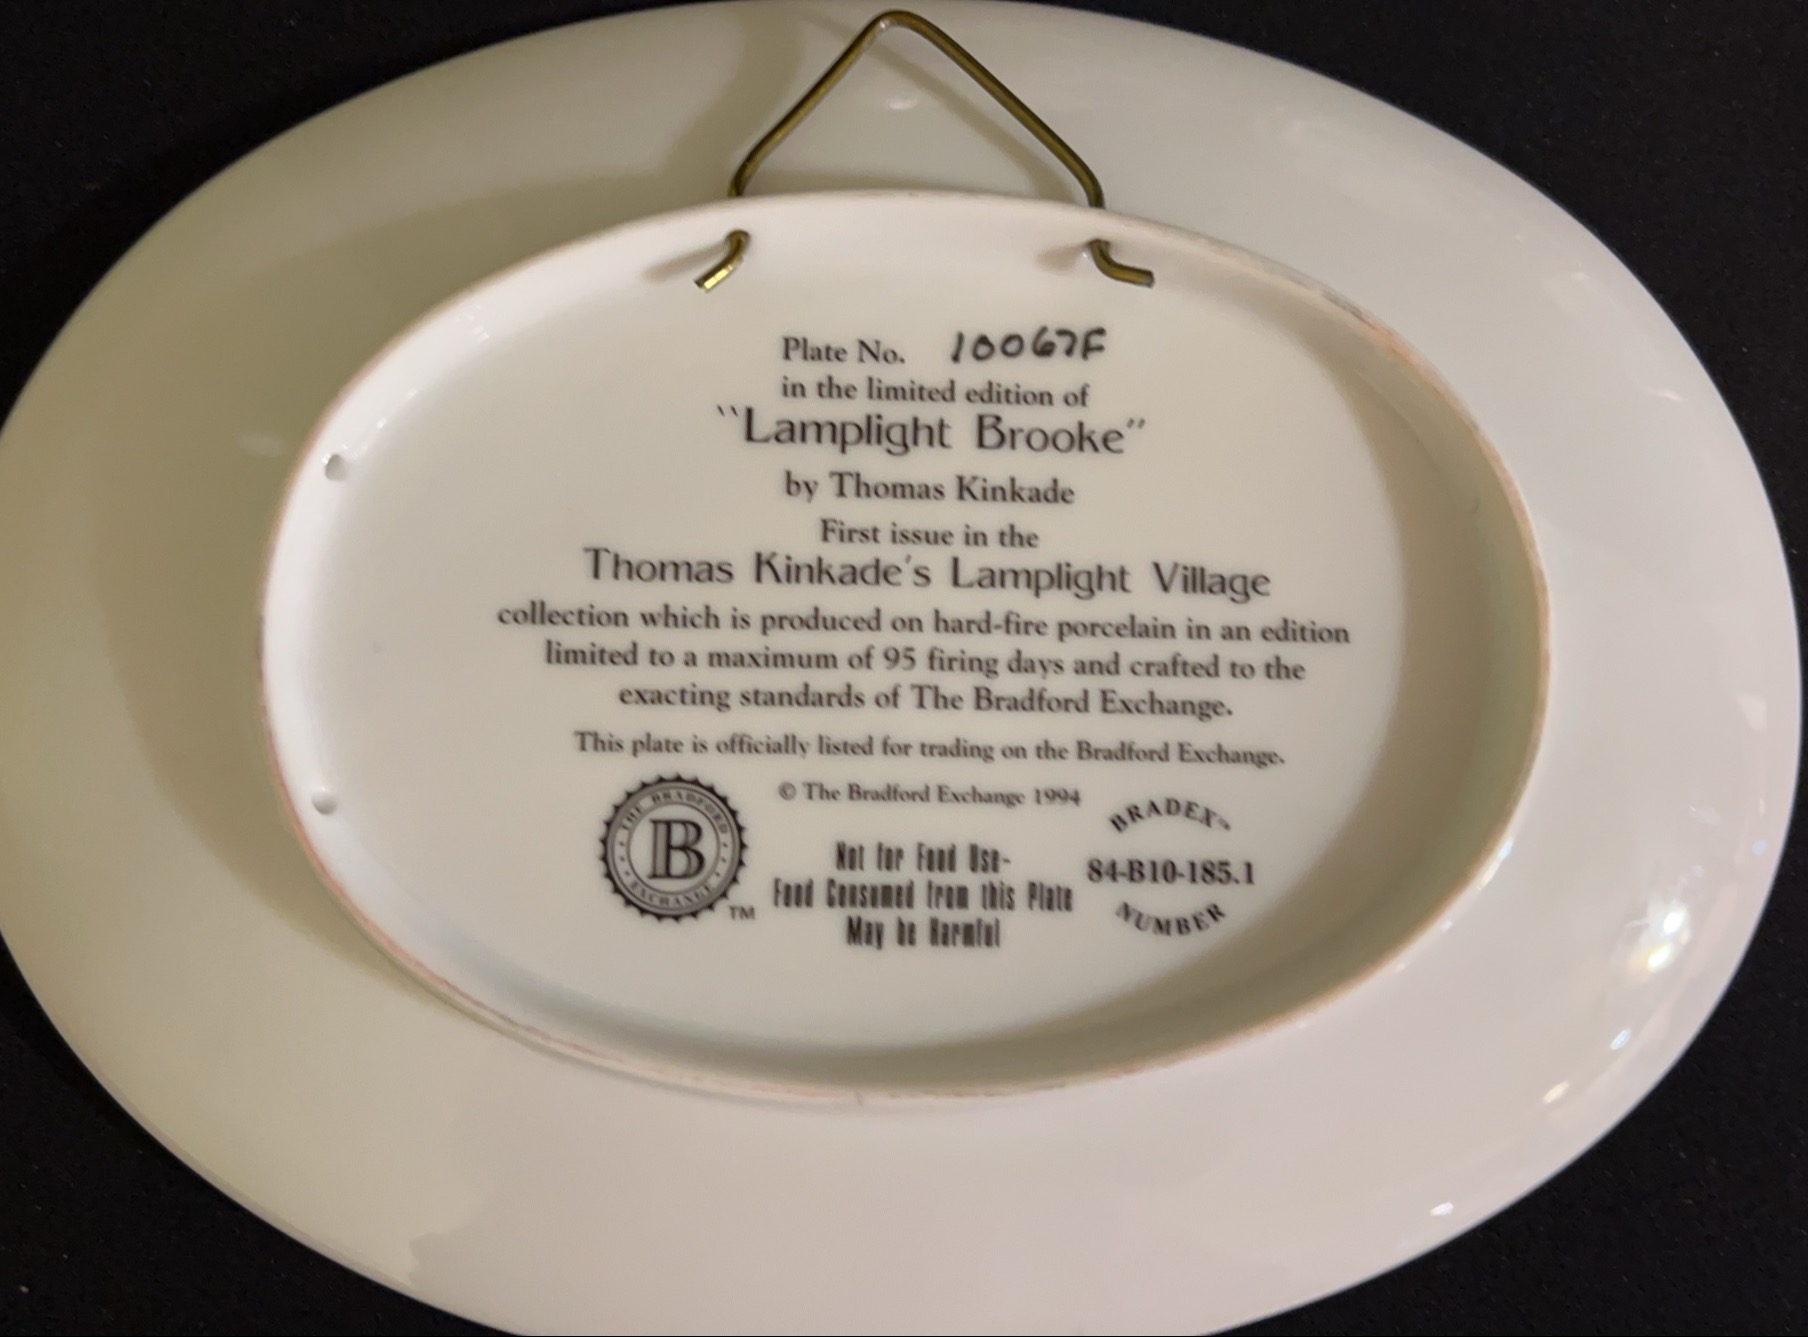 Plate No. 10067F
in the limited edition of
"Lamplight Brooke"
by Thomas Kinkade
First issue in the
Thomas Kinkade's Lamplight Village
collection which is produced on hard-fire porcelain in an edition
limited to a maximum of 95 firing days and crafted to the
exacting standards of The Bradford Exchange.
This plate is officially listed for trading on the Bradford Exchange.
© The Bradford Exchange 1994
THE BRADFORD
B
EXCHANGE
TM
Not for Food Use-
Food Consumed from this Plate
May be Harmful
BRADEX™
84-B10-185.1
NUMBER